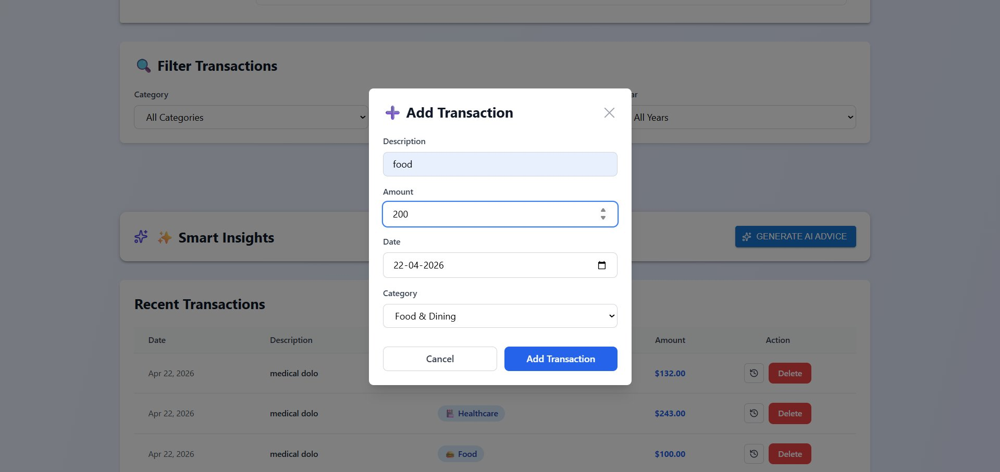 Filter Transactions
Category
All Categories
ar
All Years
Add Transaction
Description
food
Amount
200
Date
22-04-2026
Category
Food & Dining
Cancel
Add Transaction
Smart Insights
GENERATE AI ADVICE
Recent Transactions
Date Description Amount Action
Apr 22, 2026 medical dolo $132.00 Delete
Apr 22, 2026 medical dolo Healthcare $243.00 Delete
Apr 22, 2026 medical dolo Food $100.00 Delete